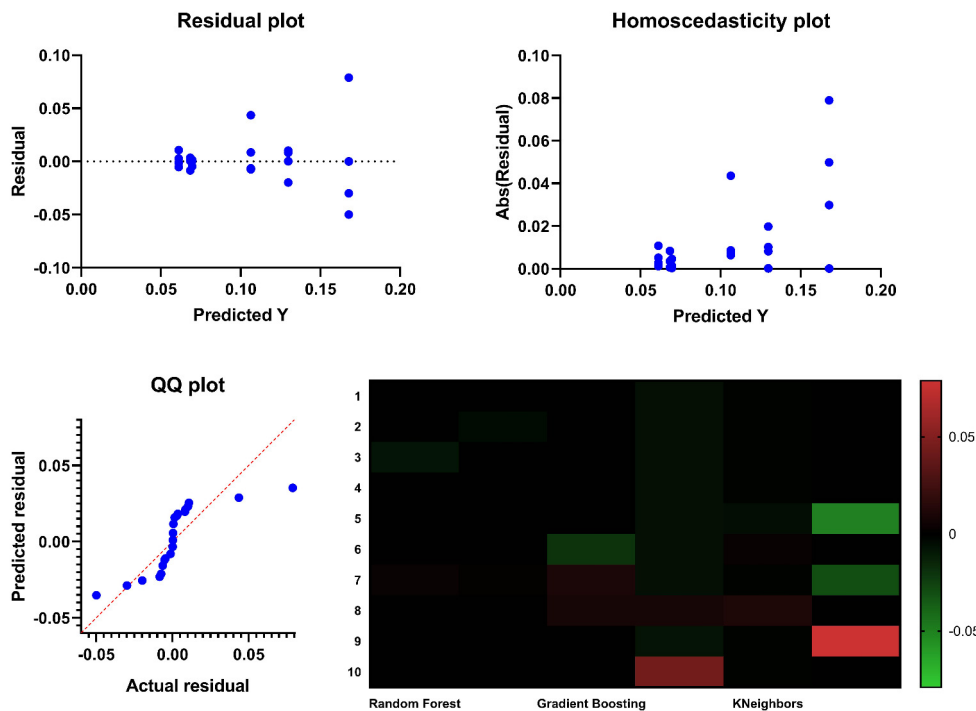 Residual plot
0.10
0.05
0.00
-0.05
-0.10
Residual
0.00 0.05 0.10 0.15 0.20
Predicted Y
Homoscedasticity plot
0.10
0.08
0.06
0.04
0.02
0.00
Abs(Residual)
0.00 0.05 0.10 0.15 0.20
Predicted Y
QQ plot
0.05
0.00
-0.05
Predicted residual
-0.05 0.00 0.05
Actual residual
1
2
3
4
5
6
7
8
9
10
Random Forest Gradient Boosting KNeighbors
0.05
0
-0.05